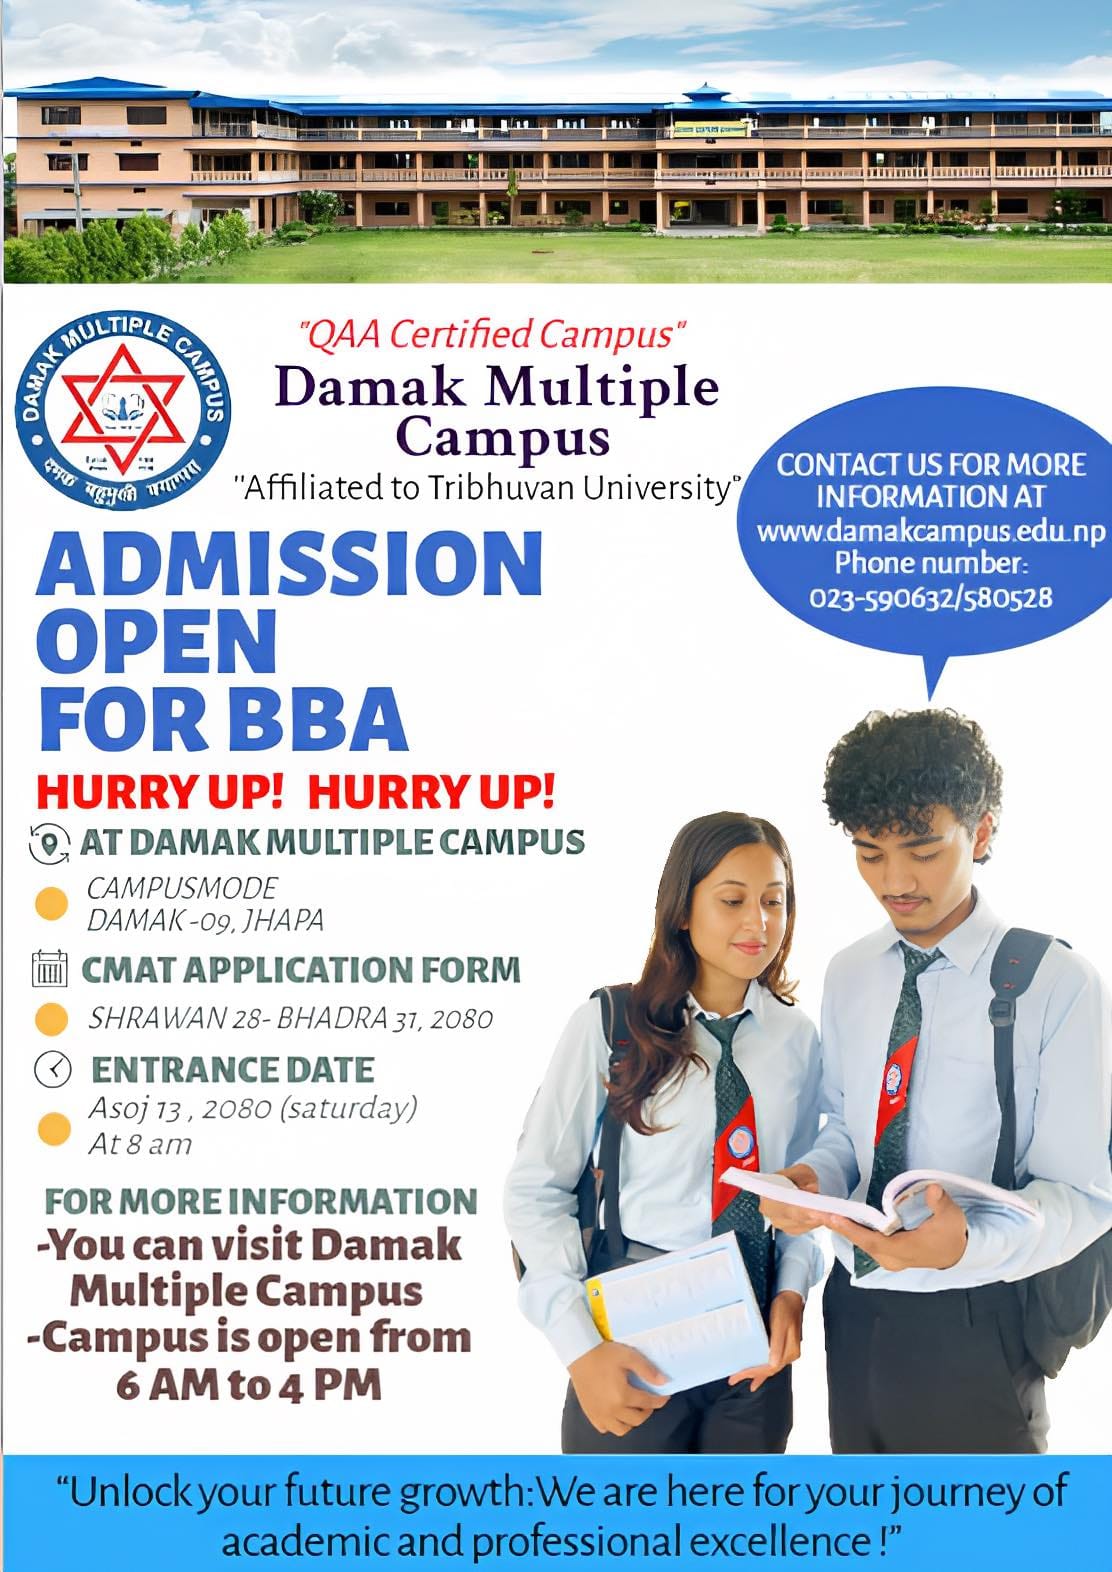 DAMAK MULTIPLE CAMPUS
दमक बहुमुखी क्याम्पस
"QAA Certified Campus"
Damak Multiple
Campus
"Affiliated to Tribhuvan University"
CONTACT US FOR MORE
INFORMATION AT
www.damakcampus.edu.np
Phone number:
023-590632/580528
ADMISSION
OPEN
FOR BBA
HURRY UP! HURRY UP!
AT DAMAK MULTIPLE CAMPUS
CAMPUSMODE
DAMAK -09, JHAPA
CMAT APPLICATION FORM
SHRAWAN 28- BHADRA 31, 2080
ENTRANCE DATE
Asoj 13 , 2080 (saturday)
At 8 am
FOR MORE INFORMATION
-You can visit Damak
Multiple Campus
-Campus is open from
6 AM to 4 PM
“Unlock your future growth:We are here for your journey of
academic and professional excellence !”